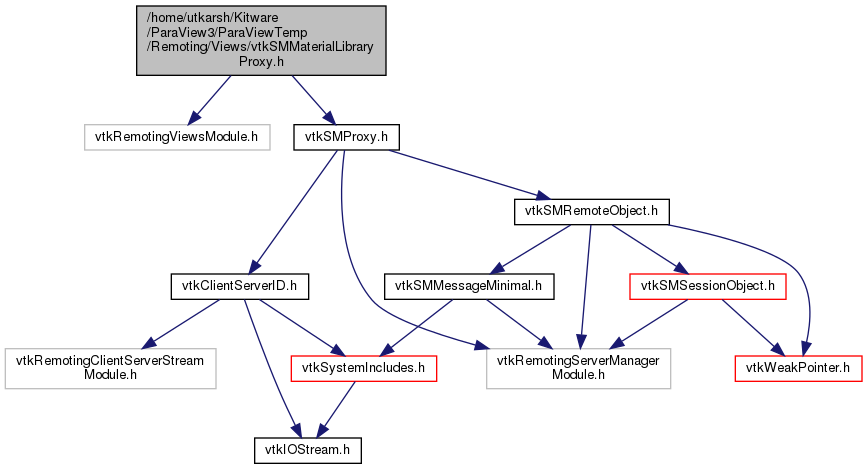 /home/utkarsh/Kitware
/ParaView3/ParaViewTemp
/Remoting/Views/vtkSMMaterialLibrary
Proxy.h
vtkRemotingViewsModule.h
vtkSMProxy.h
vtkSMRemoteObject.h
vtkClientServerID.h
vtkSMMessageMinimal.h
vtkSMSessionObject.h
vtkRemotingClientServerStream
Module.h
vtkSystemIncludes.h
vtkRemotingServerManager
Module.h
vtkWeakPointer.h
vtkIOStream.h